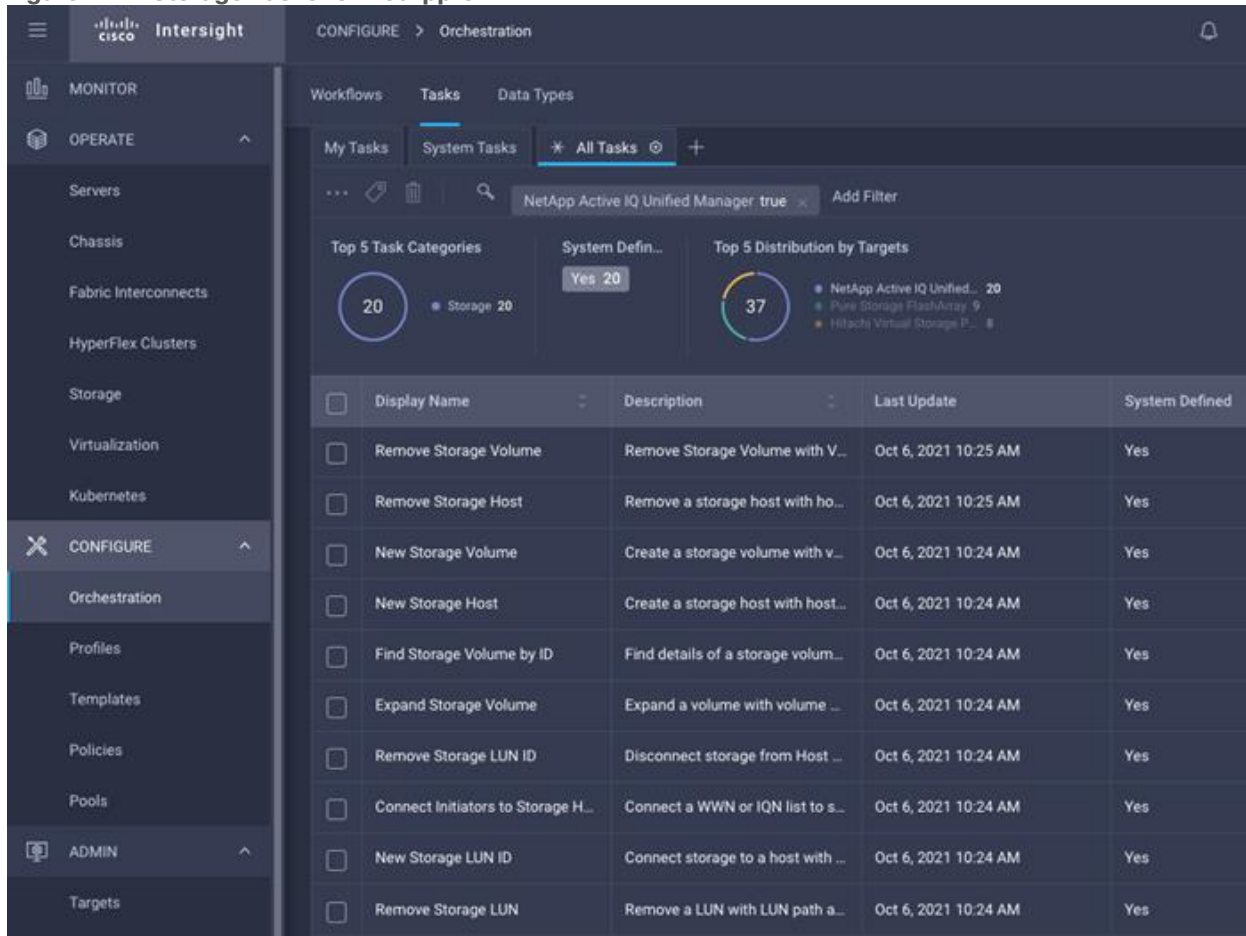 cisco Intersight
CONFIGURE > Orchestration
MONITOR
OPERATE
Servers
Chassis
Fabric Interconnects
HyperFlex Clusters
Storage
Virtualization
Kubernetes
CONFIGURE
Orchestration
Profiles
Templates
Policies
Pools
ADMIN
Targets
Workflows Tasks Data Types
My Tasks System Tasks All Tasks
NetApp Active IQ Unified Manager true × Add Filter
Top 5 Task Categories
20
Storage 20
System Defin...
Yes 20
Top 5 Distribution by Targets
37
NetApp Active IQ Unified... 20
Pure Storage FlashArray 9
Hitachi Virtual Storage P... 8
Display Name Description Last Update System Defined
Remove Storage Volume Remove Storage Volume with V... Oct 6, 2021 10:25 AM Yes
Remove Storage Host Remove a storage host with ho... Oct 6, 2021 10:25 AM Yes
New Storage Volume Create a storage volume with v... Oct 6, 2021 10:24 AM Yes
New Storage Host Create a storage host with host... Oct 6, 2021 10:24 AM Yes
Find Storage Volume by ID Find details of a storage volum... Oct 6, 2021 10:24 AM Yes
Expand Storage Volume Expand a volume with volume ... Oct 6, 2021 10:24 AM Yes
Remove Storage LUN ID Disconnect storage from Host ... Oct 6, 2021 10:24 AM Yes
Connect Initiators to Storage H... Connect a WWN or IQN list to s... Oct 6, 2021 10:24 AM Yes
New Storage LUN ID Connect storage to a host with ... Oct 6, 2021 10:24 AM Yes
Remove Storage LUN Remove a LUN with LUN path a... Oct 6, 2021 10:24 AM Yes